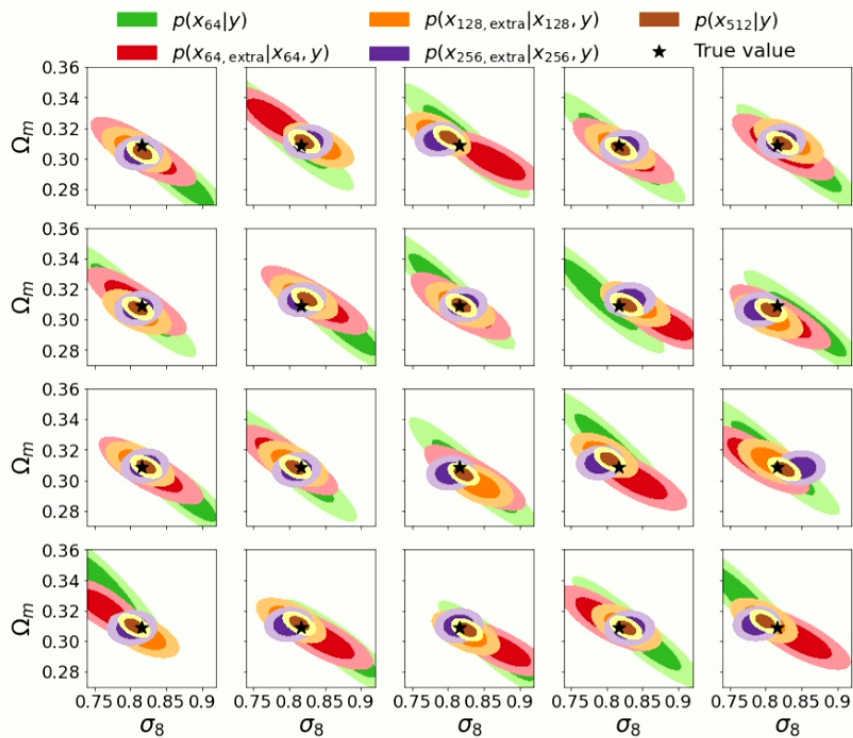 p(x₆₄|y) p(x₁₂₈,extra|x₁₂₈, y) p(x₅₁₂|y)
p(x₆₄,extra|x₆₄, y) p(x₂₅₆,extra|x₂₅₆, y) True value
0.36
0.34
0.32
0.30
0.28
Ωₘ
0.36
0.34
0.32
0.30
0.28
Ωₘ
0.36
0.34
0.32
0.30
0.28
Ωₘ
0.36
0.34
0.32
0.30
0.28
Ωₘ
0.75 0.8 0.85 0.9 0.75 0.8 0.85 0.9 0.75 0.8 0.85 0.9 0.75 0.8 0.85 0.9 0.75 0.8 0.85 0.9
σ₈ σ₈ σ₈ σ₈ σ₈